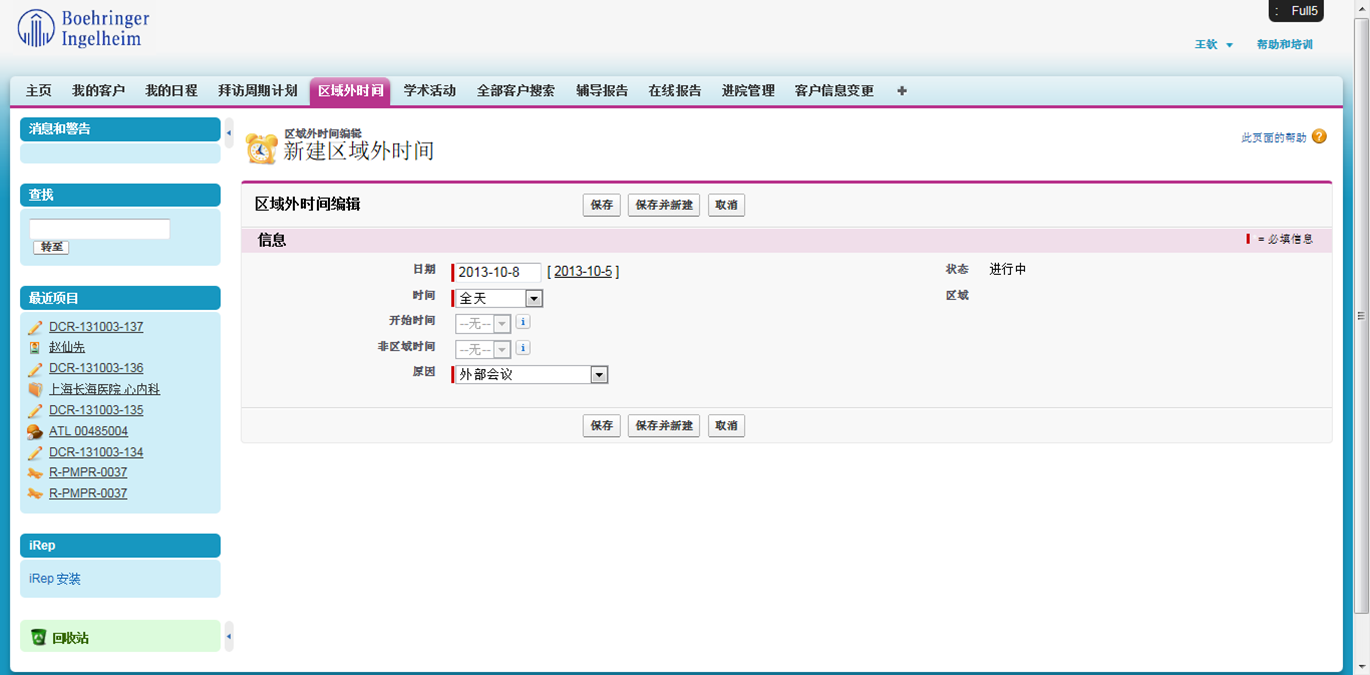 Boehringer
Ingelheim
: Full5
王钦 帮助和培训
主页 我的客户 我的日程 拜访周期计划 区域外时间 学术活动 全部客户搜索 辅导报告 在线报告 进院管理 客户信息变更 +
消息和警告
查找
转至
最近项目
DCR-131003-137
赵仙先
DCR-131003-136
上海长海医院 心内科
DCR-131003-135
ATL 00485004
DCR-131003-134
R-PMPR-0037
R-PMPR-0037
iRep
iRep 安装
回收站
区域外时间编辑
新建区域外时间
此页面的帮助 ?
区域外时间编辑 保存 保存并新建 取消
信息 = 必填信息
日期 2013-10-8 [ 2013-10-5 ] 状态 进行中
时间 全天 区域
开始时间 --无-- i
非区域时间 --无-- i
原因 外部会议
保存 保存并新建 取消